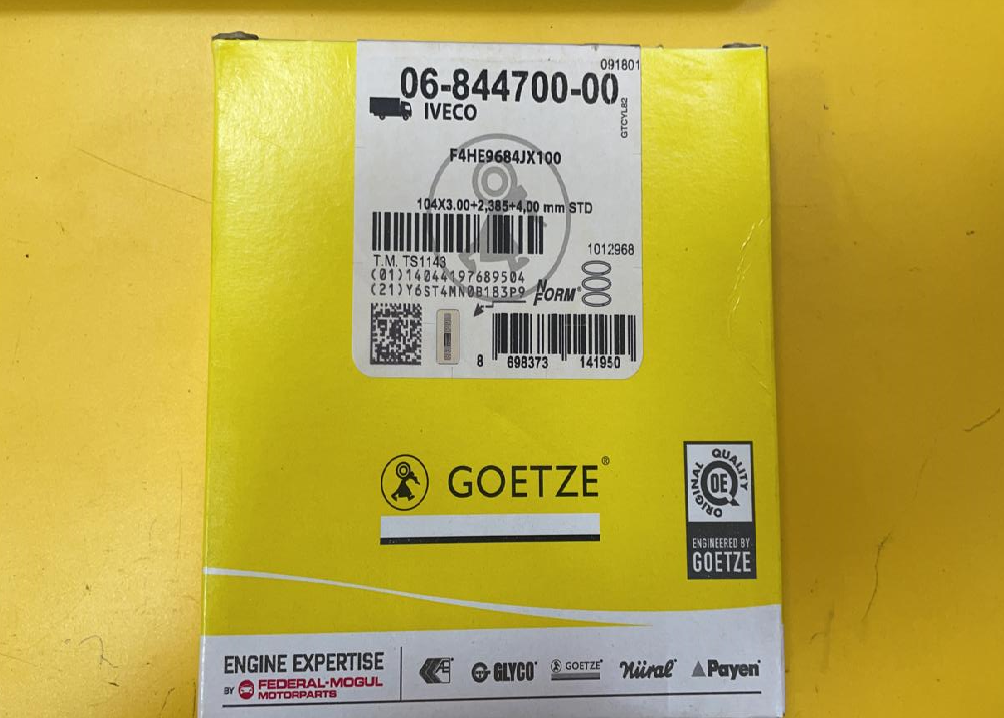 091801
06-844700-00
IVECO
GTCYL82
F4HE9684JX100
104X3.00+2,385+4,00 mm STD
1012968
T.M. TS1143
(01)14044197689504
(21)Y6ST4MN0B183P9
N FORM®
8 698373 141950
GOETZE®
ORIGINAL QUALITY
OE
ENGINEERED BY
GOETZE
ENGINE EXPERTISE
BY FEDERAL-MOGUL
MOTORPARTS
GLYCO®
GOETZE®
Nüral®
Payen®